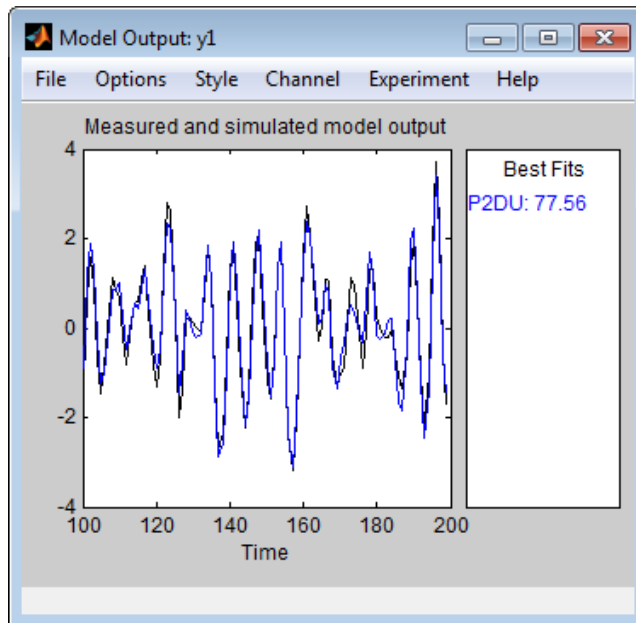 Model Output: y1
File Options Style Channel Experiment Help
Measured and simulated model output
Best Fits
P2DU: 77.56
4
2
0
-2
-4
100 120 140 160 180 200
Time